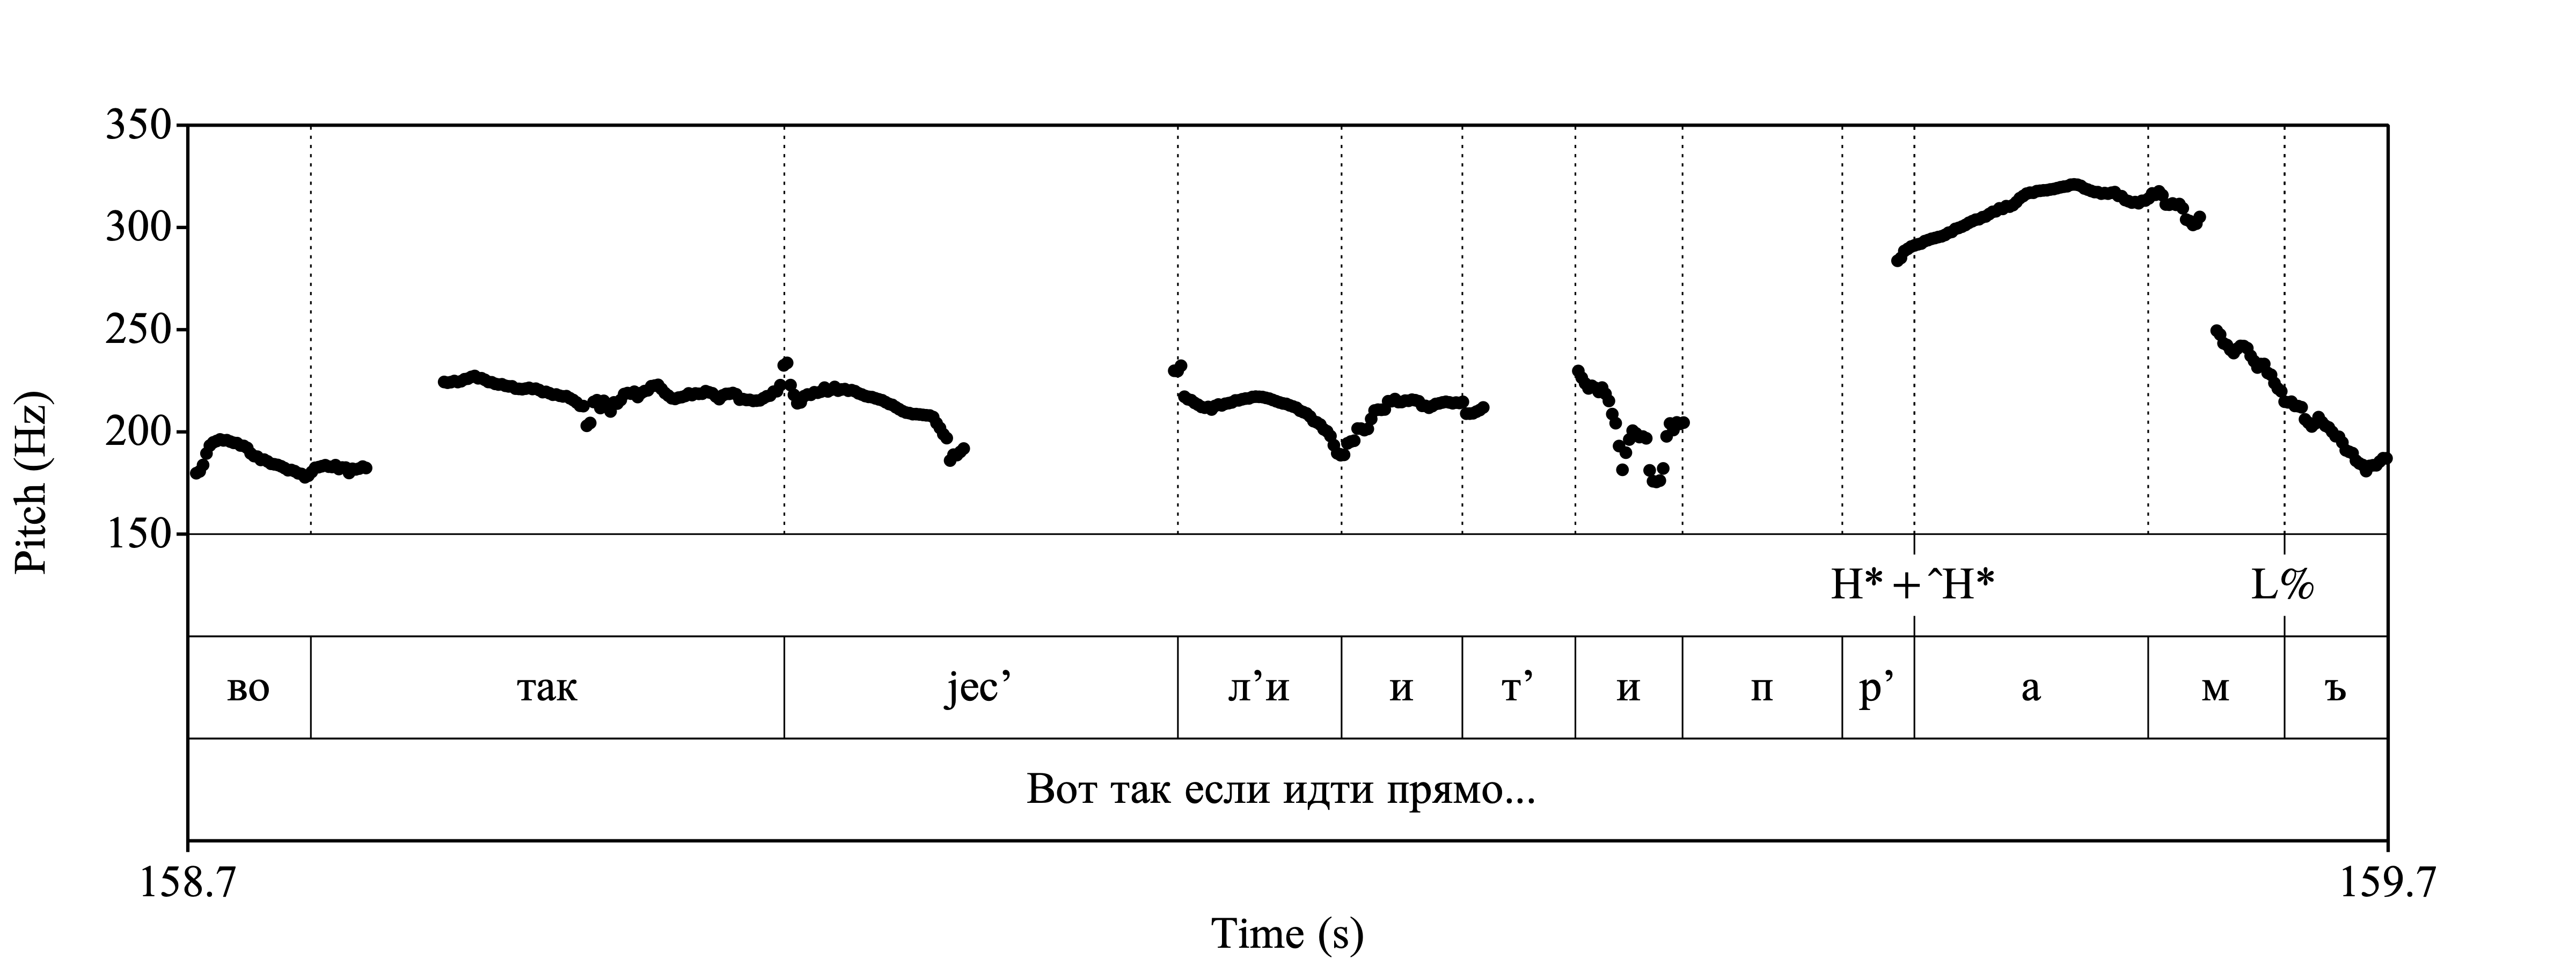 350
300
250
200
150
Pitch (Hz)
H* + ˆH* L%
во так jес’ л’и и т’ и п р’ а м ъ
Вот так если идти прямо...
158.7 159.7
Time (s)